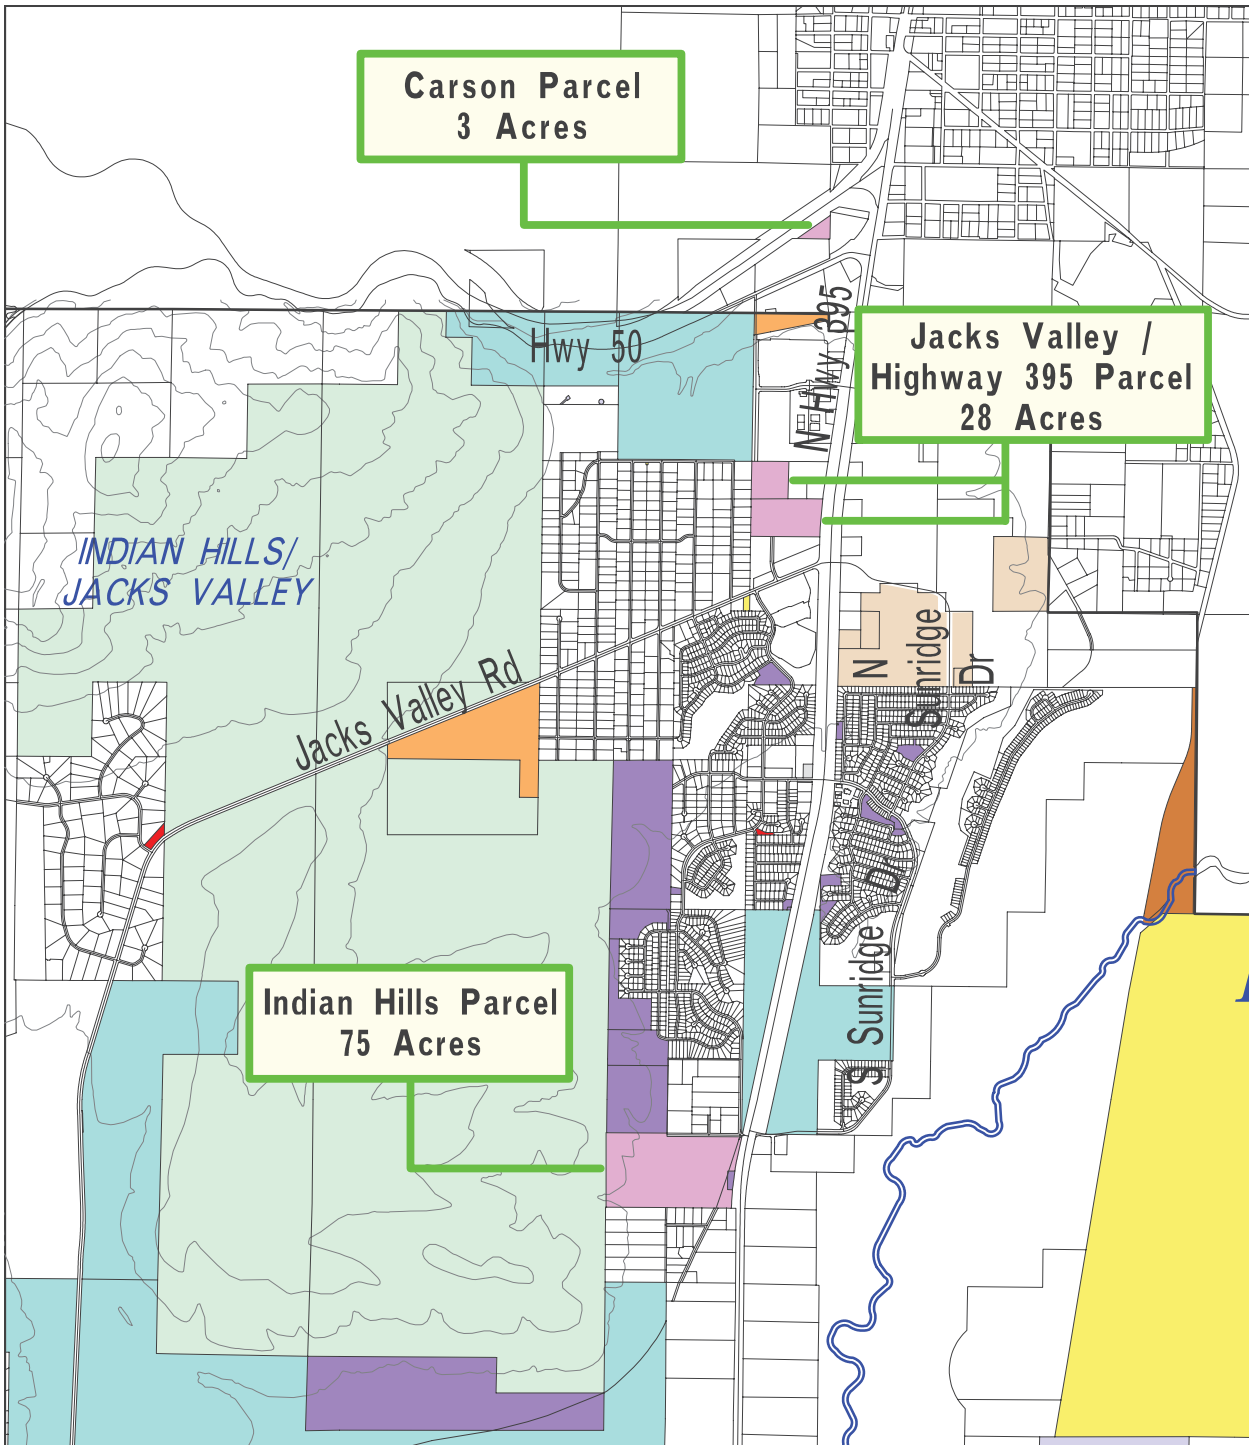 Carson Parcel
3 Acres
Hwy 50
N Hwy 395
Jacks Valley /
Highway 395 Parcel
28 Acres
INDIAN HILLS/
JACKS VALLEY
Jacks Valley Rd
N
Sunridge
Dr
S Sunridge Dr
Indian Hills Parcel
75 Acres